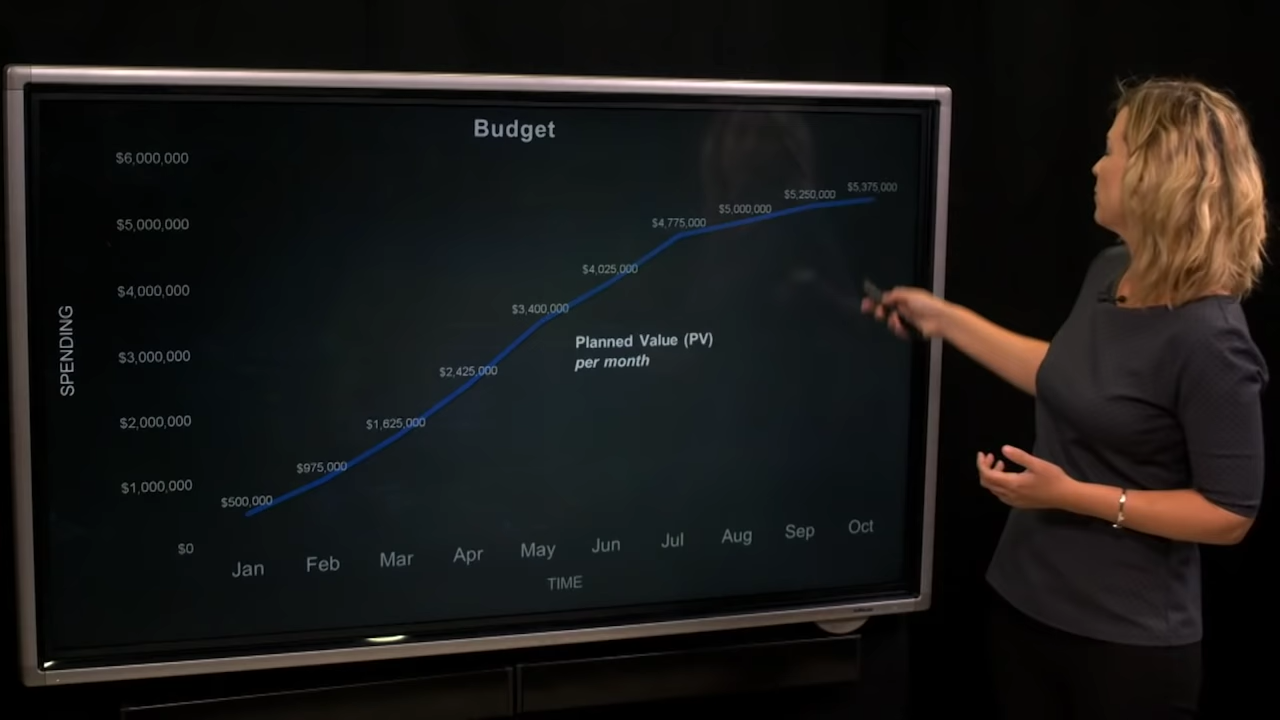 Budget
$6,000,000
$5,000,000
$4,000,000
$3,000,000
$2,000,000
$1,000,000
$0
SPENDING
$500,000
$975,000
$1,625,000
$2,425,000
$3,400,000
$4,025,000
$4,775,000
$5,000,000
$5,250,000
$5,375,000
Planned Value (PV)
per month
Jan Feb Mar Apr May Jun Jul Aug Sep Oct
TIME